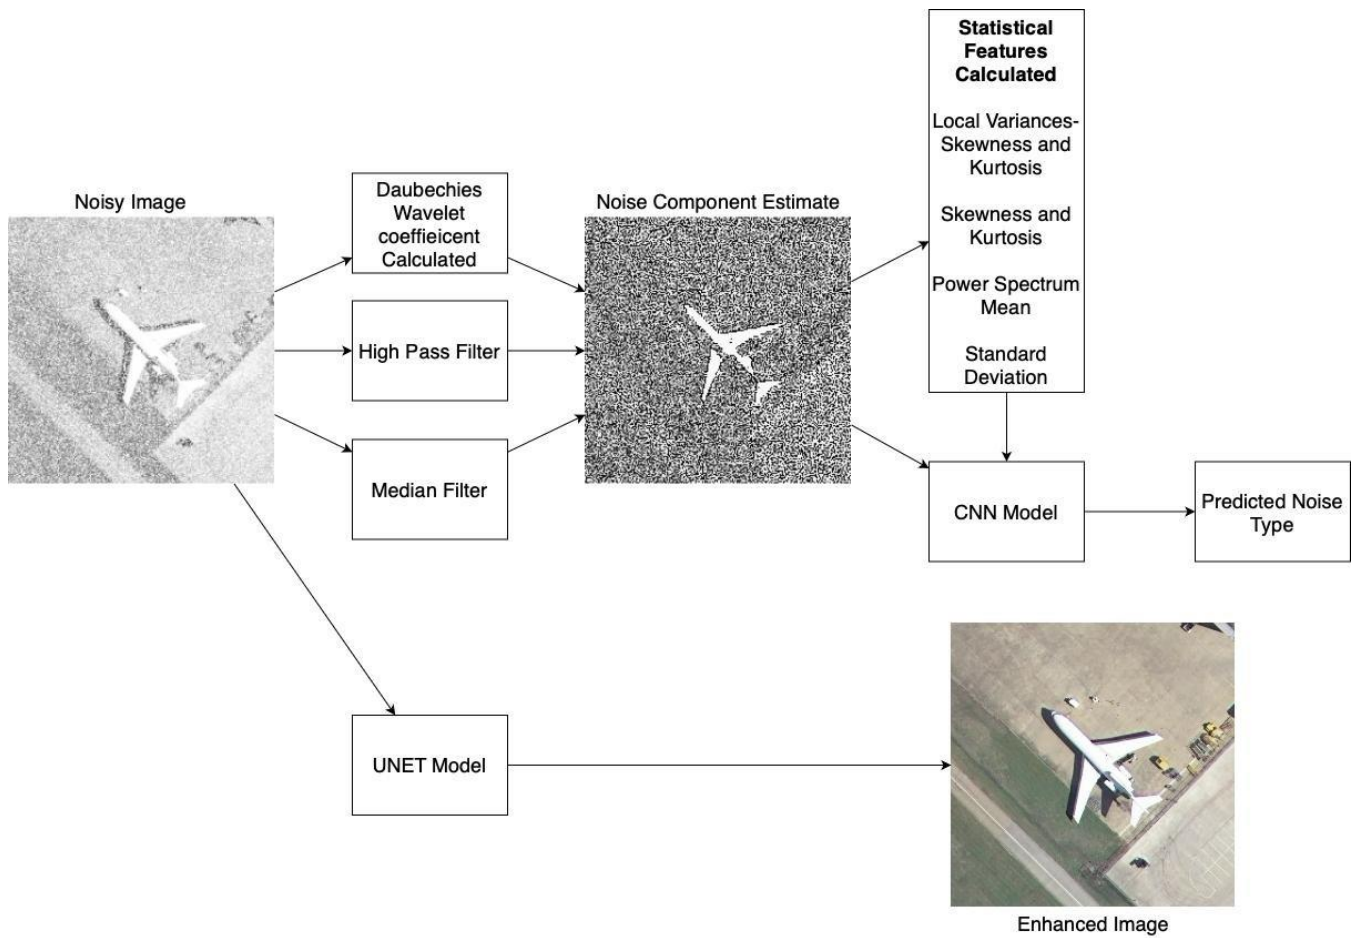 Statistical
Features
Calculated
Local Variances-
Skewness and
Kurtosis
Skewness and
Kurtosis
Power Spectrum
Mean
Standard
Deviation
Noisy Image
Daubechies
Wavelet
coeffieicent
Calculated
Noise Component Estimate
High Pass Filter
Median Filter
CNN Model
Predicted Noise
Type
UNET Model
Enhanced Image